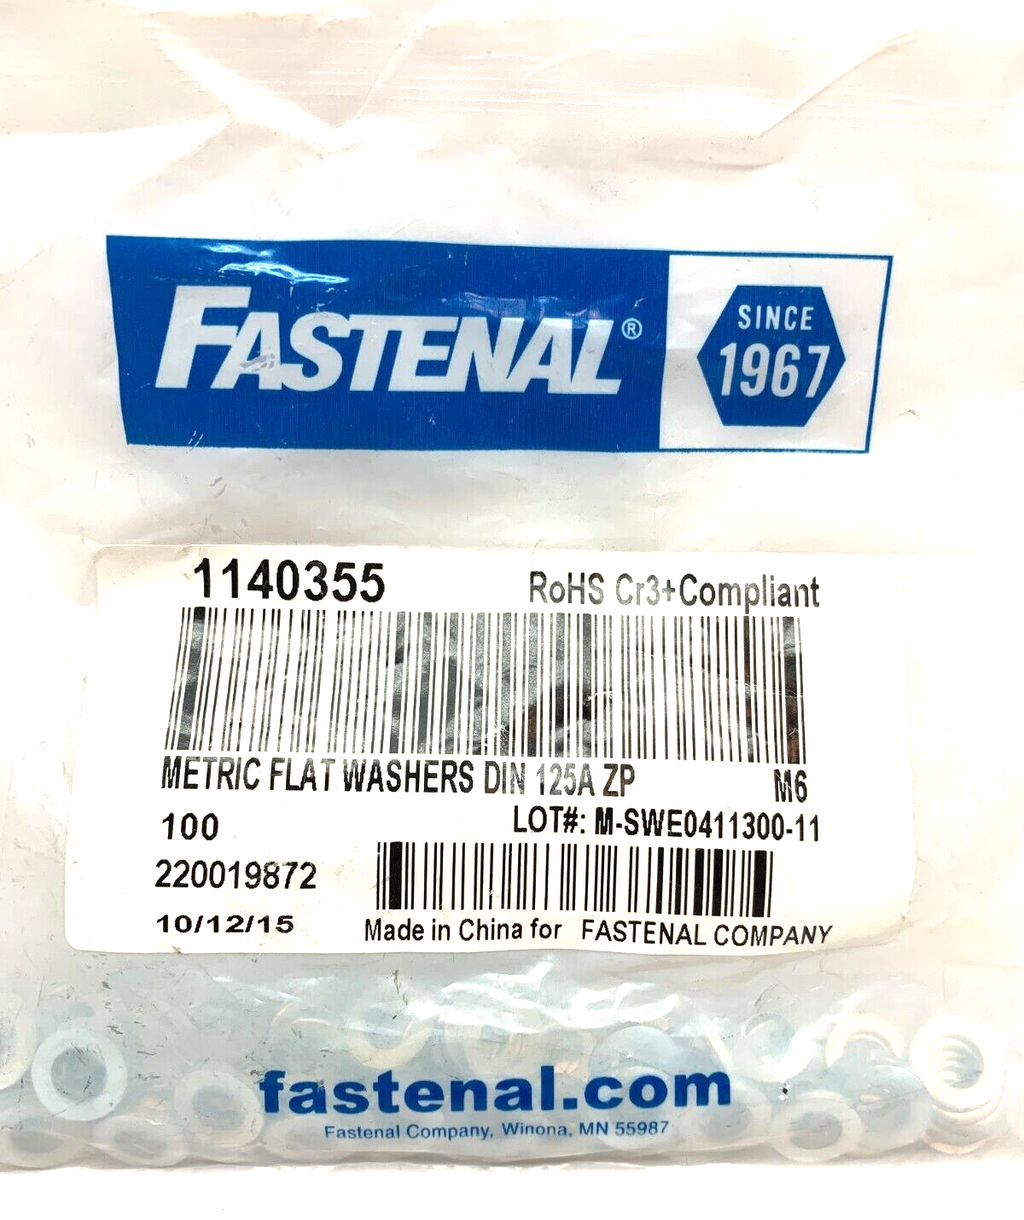 FASTENAL®
SINCE
1967
1140355 RoHS Cr3+Compliant
METRIC FLAT WASHERS DIN 125A ZP M6
100 LOT#: M-SWE0411300-11
220019872
10/12/15 Made in China for FASTENAL COMPANY
fastenal.com
Fastenal Company, Winona, MN 55987